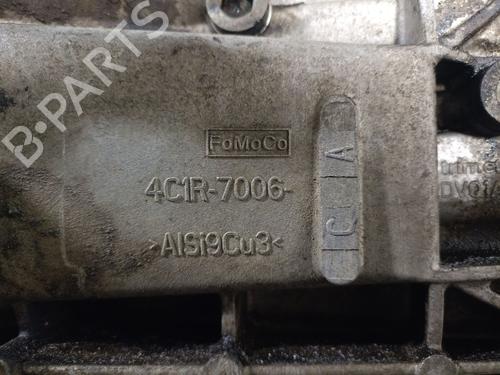 B-PARTS
FoMoCo
4C1R-7006-
>AlSi9Cu3<
C A